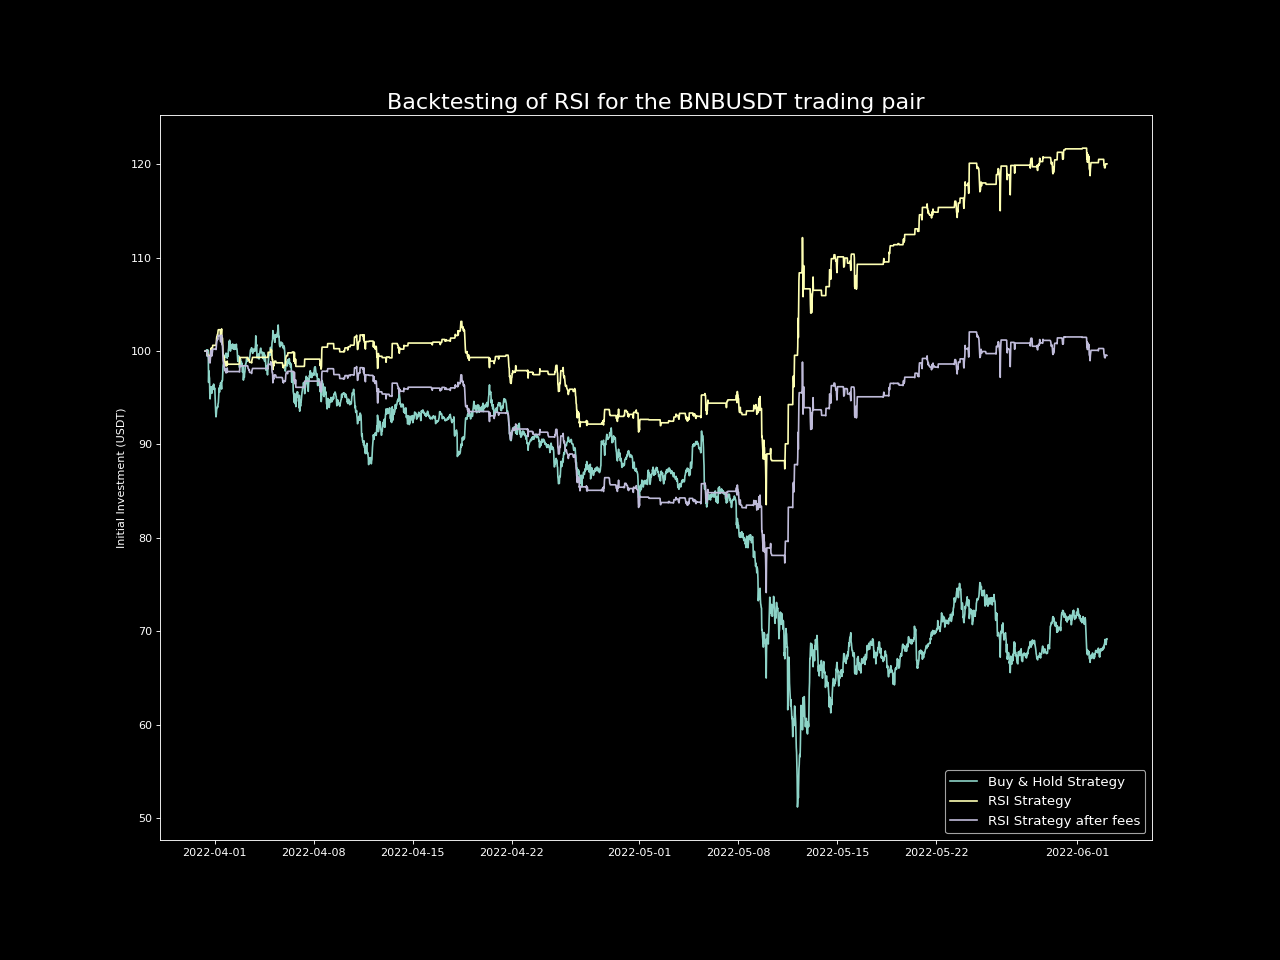 Backtesting of RSI for the BNBUSDT trading pair
Initial Investment (USDT)
120
110
100
90
80
70
60
50
2022-04-01 2022-04-08 2022-04-15 2022-04-22 2022-05-01 2022-05-08 2022-05-15 2022-05-22 2022-06-01
Buy & Hold Strategy
RSI Strategy
RSI Strategy after fees